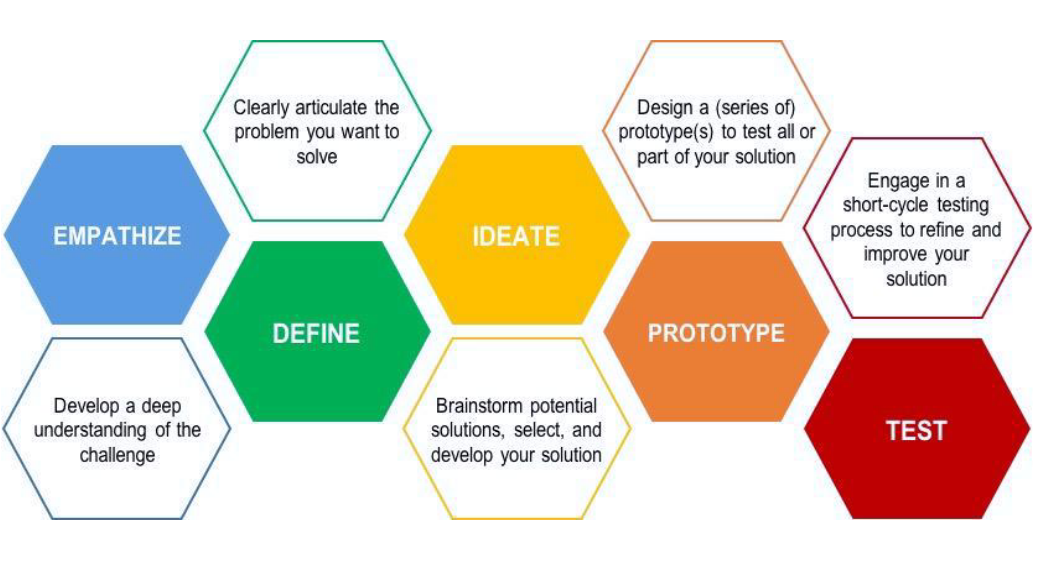 EMPATHIZE
Develop a deep
understanding of the
challenge
Clearly articulate the
problem you want to
solve
DEFINE
IDEATE
Brainstorm potential
solutions, select, and
develop your solution
Design a (series of)
prototype(s) to test all or
part of your solution
PROTOTYPE
Engage in a
short-cycle testing
process to refine and
improve your
solution
TEST